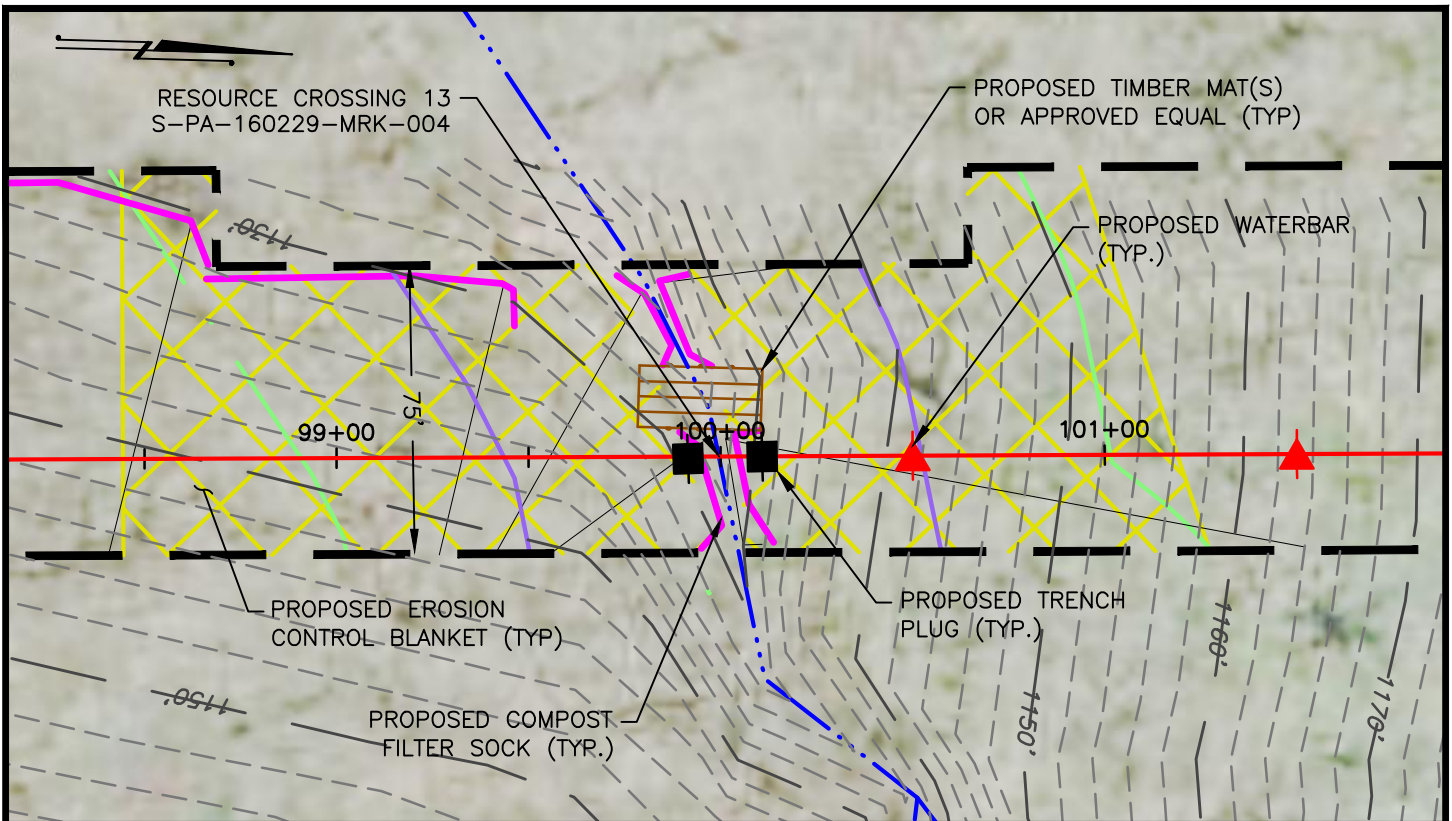 RESOURCE CROSSING 13
S-PA-160229-MRK-004
PROPOSED TIMBER MAT(S)
OR APPROVED EQUAL (TYP)
PROPOSED WATERBAR
(TYP.)
1130'
75'
99+00
100+00
101+00
PROPOSED EROSION
CONTROL BLANKET (TYP)
PROPOSED TRENCH
PLUG (TYP.)
PROPOSED COMPOST
FILTER SOCK (TYP.)
1150'
1150'
1160'
1170'